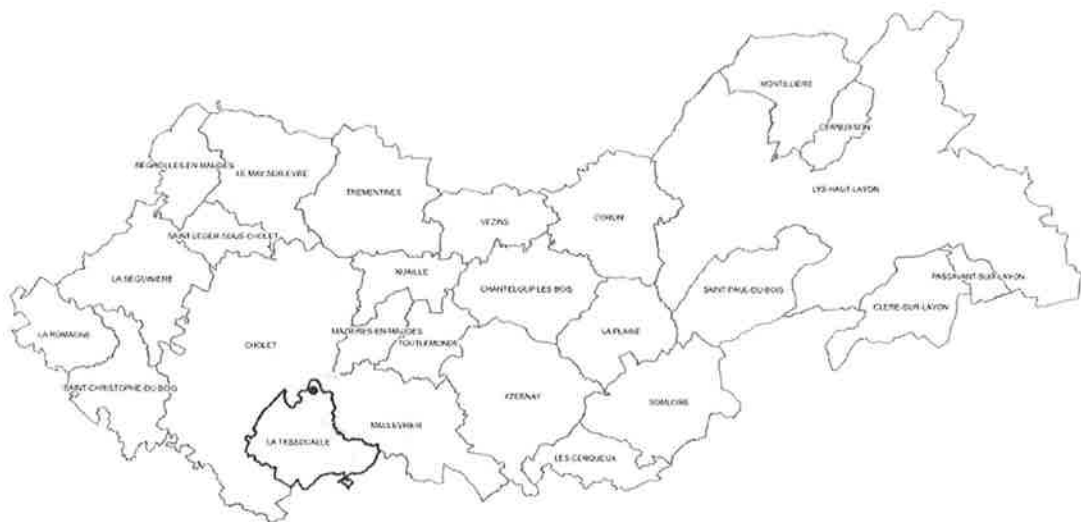 MONTILLIERS
CERNUSSON
BEGROLLES-EN-MAUGES
LE MAY-SUR-EVRE
TREMENTINES
LYS-HAUT-LAYON
VEZINS
CORON
SAINT-LEGER-SOUS-CHOLET
NUAILLE
LA SEGUINIERE
CHANTELOUP-LES-BOIS
SAINT-PAUL-DU-BOIS
PASSAVANT-SUR-LAYON
CLERE-SUR-LAYON
LA ROMAGNE
MAZIERES-EN-MAUGES
LA PLAINE
CHOLET
TOUTLEMONDE
SAINT-CHRISTOPHE-DU-BOIS
YZERNAY
SOMLOIRE
MAULEVRIER
LA TESSOUALLE
LES CERQUEUX